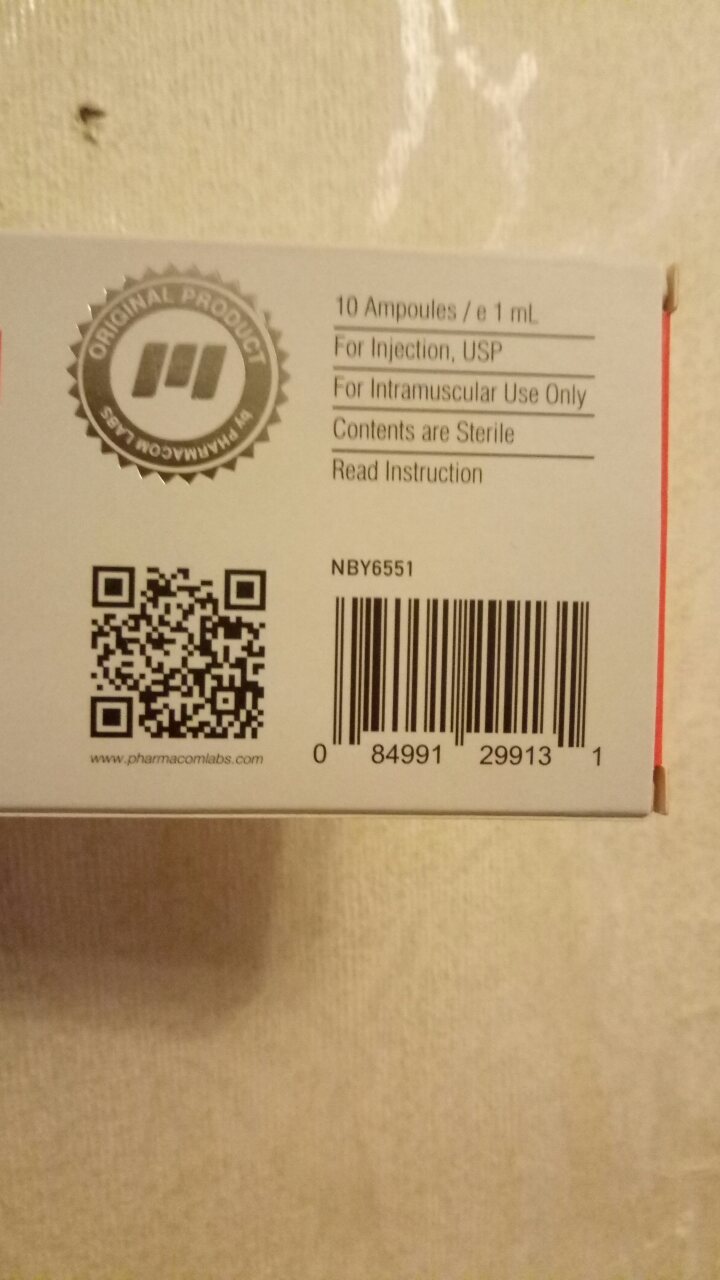 ORIGINAL PRODUCT
by PHARMACOM LABS
10 Ampoules / e 1 mL
For Injection, USP
For Intramuscular Use Only
Contents are Sterile
Read Instruction
NBY6551
www.pharmacomlabs.com
0 84991 29913 1